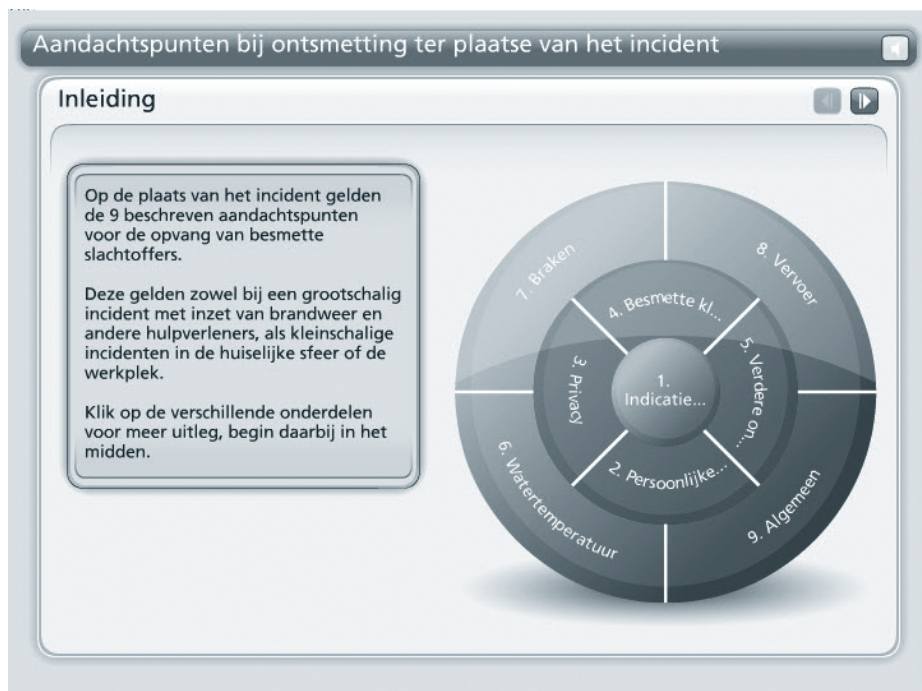 Aandachtspunten bij ontsmetting ter plaatse van het incident
Inleiding
Op de plaats van het incident gelden
de 9 beschreven aandachtspunten
voor de opvang van besmette
slachtoffers.
Deze gelden zowel bij een grootschalig
incident met inzet van brandweer en
andere hulpverleners, als kleinschalige
incidenten in de huiselijke sfeer of de
werkplek.
Klik op de verschillende onderdelen
voor meer uitleg, begin daarbij in het
midden.
1.
Indicatie...
2. Persoonlijke...
3. Privacy
4. Besmette kl...
5. Verdere on...
6. Watertemperatuur
7. Braken
8. Vervoer
9. Algemeen